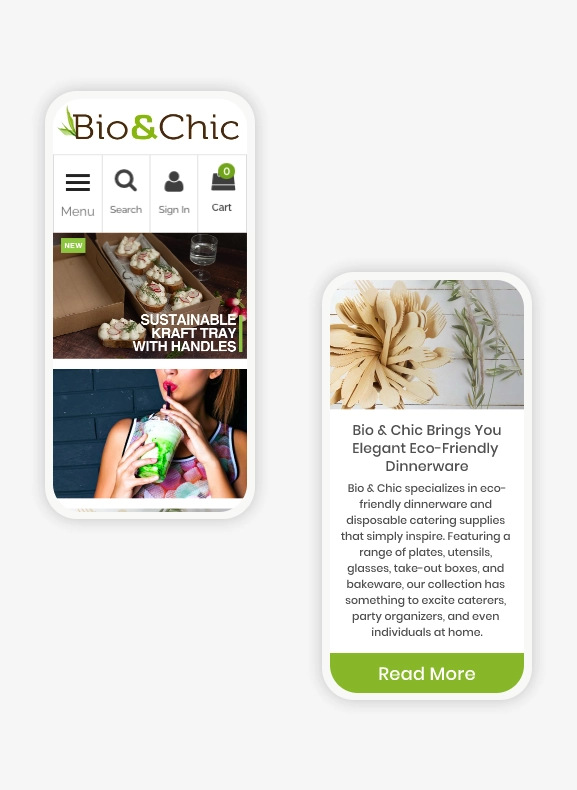 Bio&Chic
Menu
Search
Sign In
0
Cart
NEW
SUSTAINABLE
KRAFT TRAY
WITH HANDLES
Bio & Chic Brings You
Elegant Eco-Friendly
Dinnerware
Bio & Chic specializes in eco-
friendly dinnerware and
disposable catering supplies
that simply inspire. Featuring a
range of plates, utensils,
glasses, take-out boxes, and
bakeware, our collection has
something to excite caterers,
party organizers, and even
individuals at home.
Read More